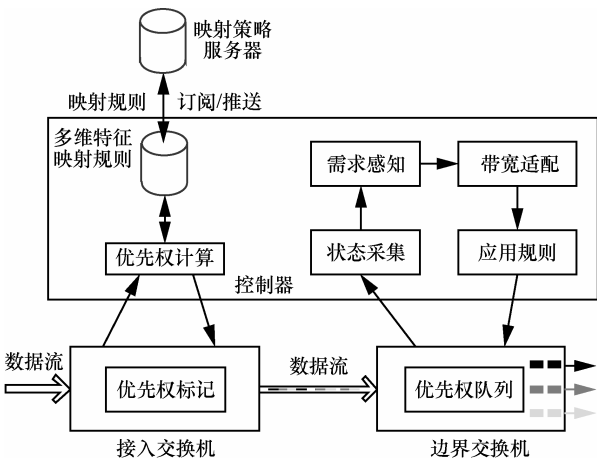 映射策略
服务器
映射规则
订阅/推送
多维特征
映射规则
需求感知
带宽适配
优先权计算
状态采集
应用规则
控制器
数据流
优先权标记
数据流
优先权队列
接入交换机
边界交换机